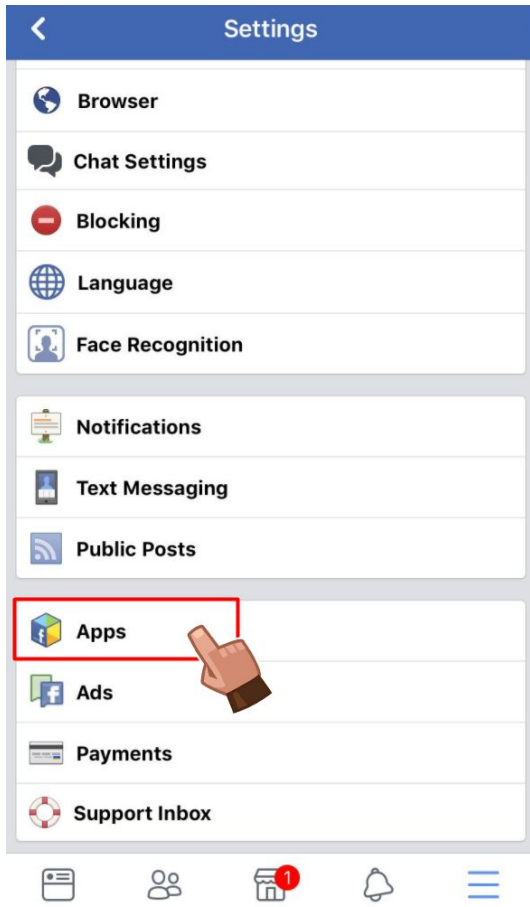 Settings
Browser
Chat Settings
Blocking
Language
Face Recognition
Notifications
Text Messaging
Public Posts
Apps
Ads
Payments
Support Inbox
1